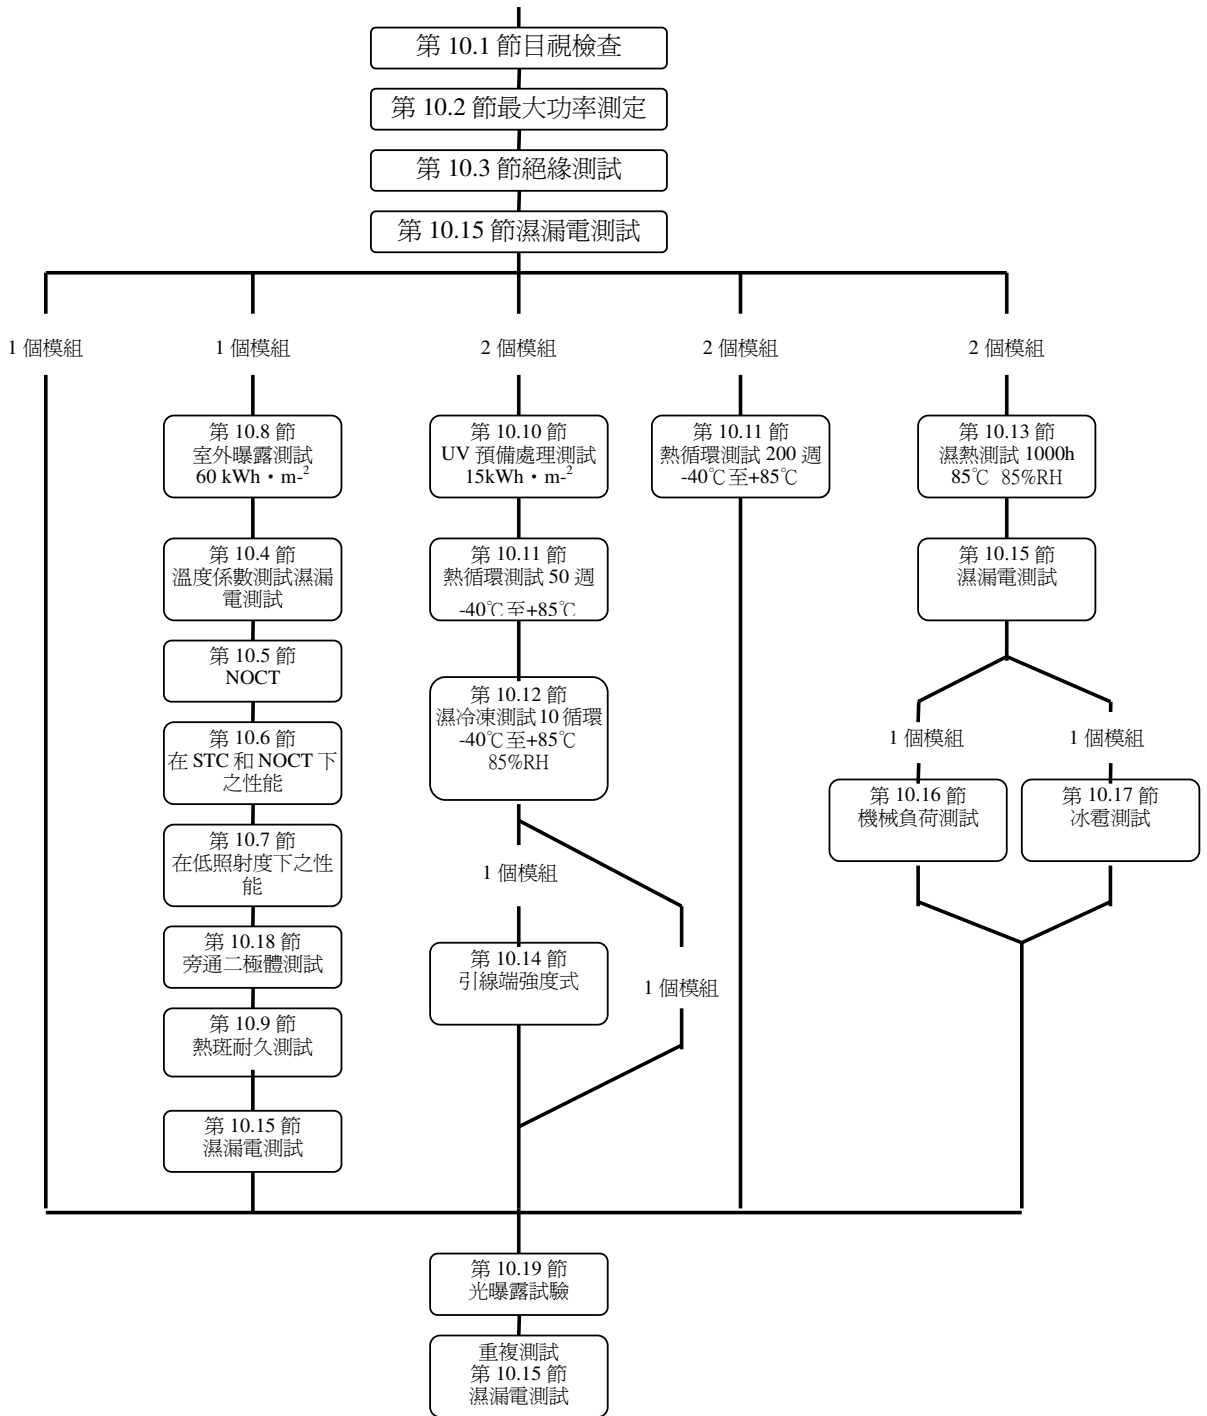 第 10.1 節目視檢查
第 10.2 節最大功率測定
第 10.3 節絕緣測試
第 10.15 節濕漏電測試
1 個模組
1 個模組
2 個模組
2 個模組
2 個模組
第 10.8 節
室外曝露測試
60 kWh・m-²
第 10.4 節
溫度係數測試濕漏
電測試
第 10.5 節
NOCT
第 10.6 節
在 STC 和 NOCT 下
之性能
第 10.7 節
在低照射度下之性
能
第 10.18 節
旁通二極體測試
第 10.9 節
熱斑耐久測試
第 10.15 節
濕漏電測試
第 10.10 節
UV 預備處理測試
15kWh・m-²
第 10.11 節
熱循環測試 50 週
-40℃至+85℃
第 10.12 節
濕冷凍測試 10 循環
-40℃至+85℃
85%RH
1 個模組
第 10.14 節
引線端強度式
1 個模組
第 10.11 節
熱循環測試 200 週
-40℃至+85℃
第 10.13 節
濕熱測試 1000h
85℃ 85%RH
第 10.15 節
濕漏電測試
1 個模組
1 個模組
第 10.16 節
機械負荷測試
第 10.17 節
冰雹測試
第 10.19 節
光曝露試驗
重複測試
第 10.15 節
濕漏電測試